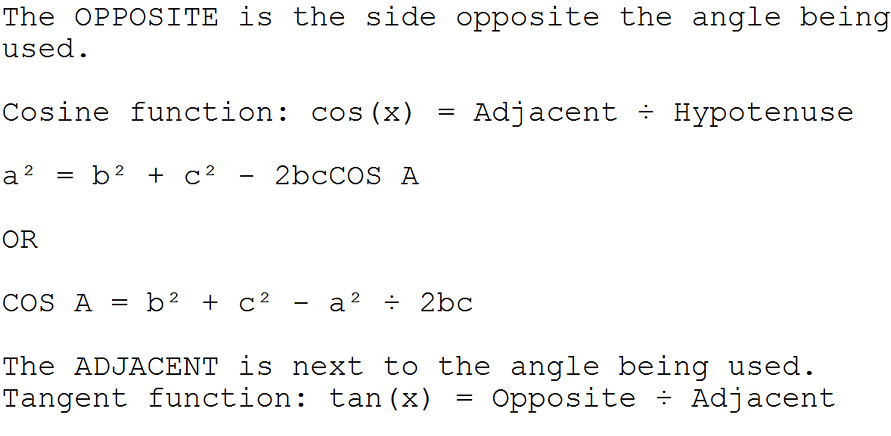 The OPPOSITE is the side opposite the angle being
used.
Cosine function: cos(x) = Adjacent ÷ Hypotenuse
a² = b² + c² - 2bcCOS A
OR
COS A = b² + c² - a² ÷ 2bc
The ADJACENT is next to the angle being used.
Tangent function: tan(x) = Opposite ÷ Adjacent